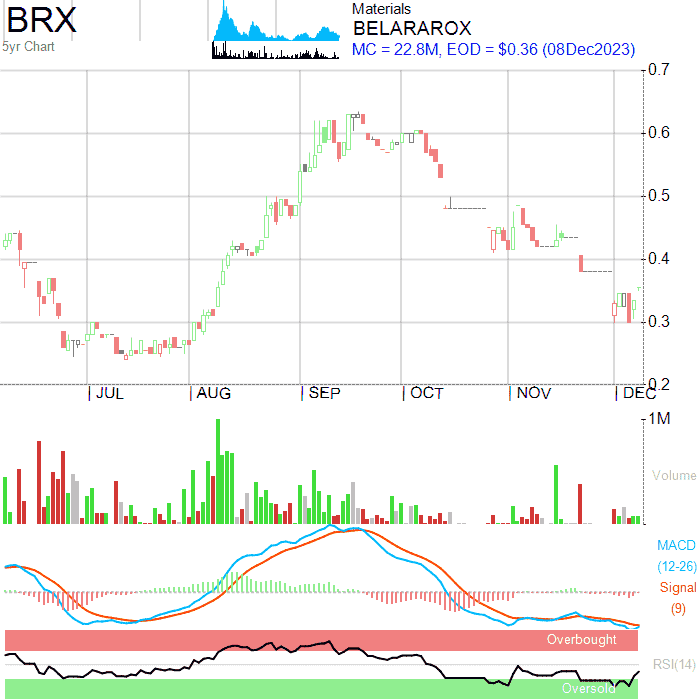 BRX
5yr Chart
Materials
BELARAROX
MC = 22.8M, EOD = $0.36 (08Dec2023)
0.7
0.6
0.5
0.4
0.3
0.2
JUL AUG SEP OCT NOV DEC
1M
Volume
MACD
(12-26)
Signal
(9)
Overbought
RSI(14)
Oversold